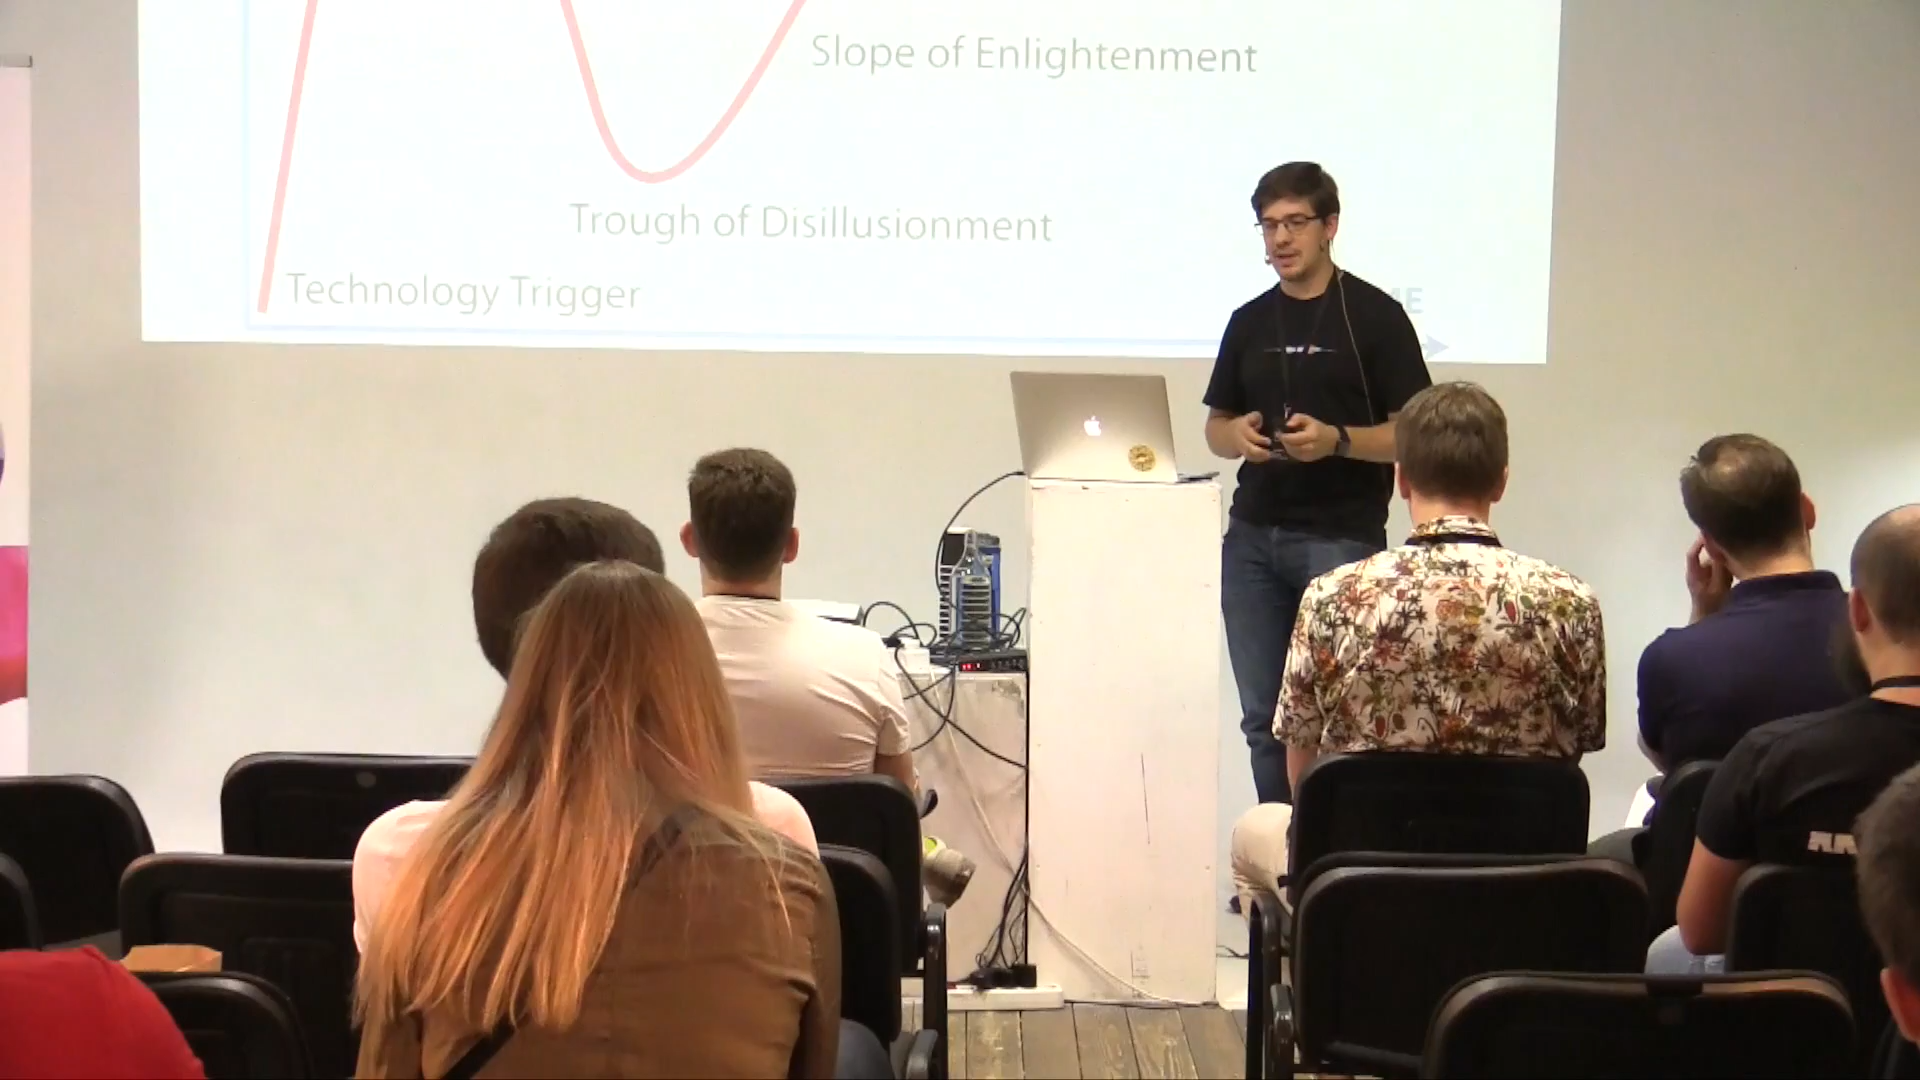 Slope of Enlightenment
Trough of Disillusionment
Technology Trigger